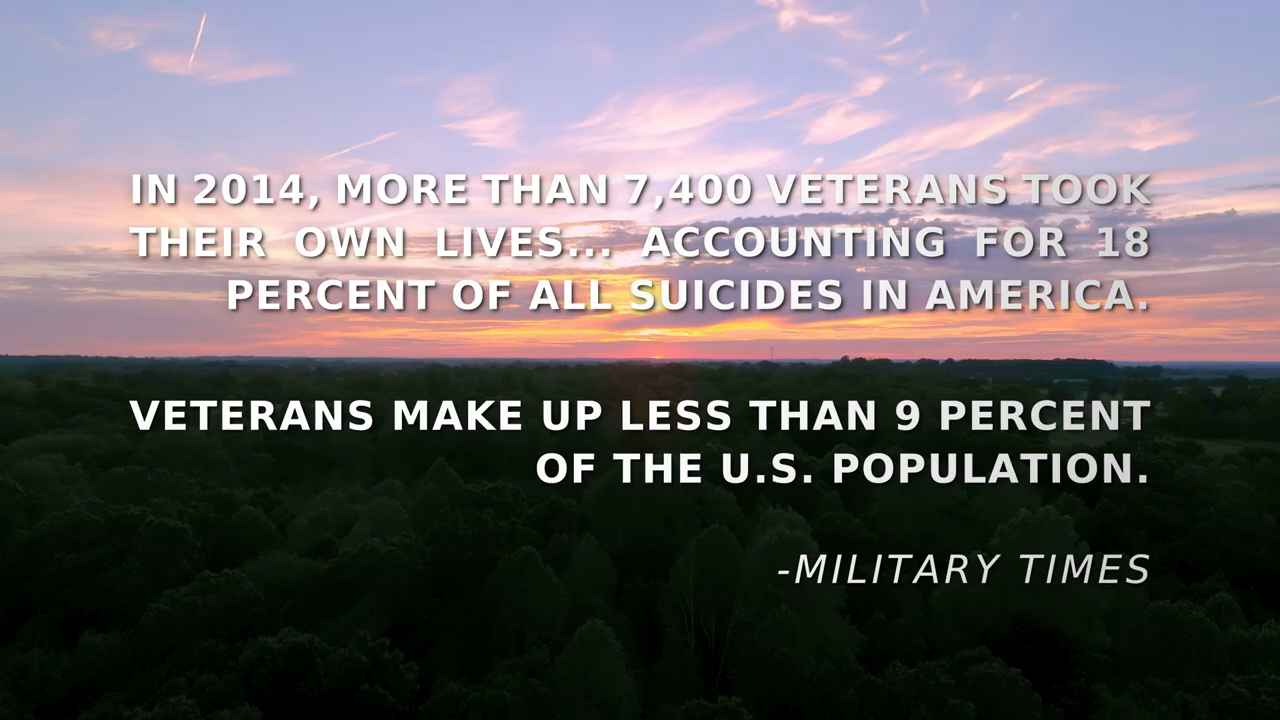 IN 2014, MORE THAN 7,400 VETERANS TOOK
THEIR OWN LIVES... ACCOUNTING FOR 18
PERCENT OF ALL SUICIDES IN AMERICA.
VETERANS MAKE UP LESS THAN 9 PERCENT
OF THE U.S. POPULATION.
-MILITARY TIMES